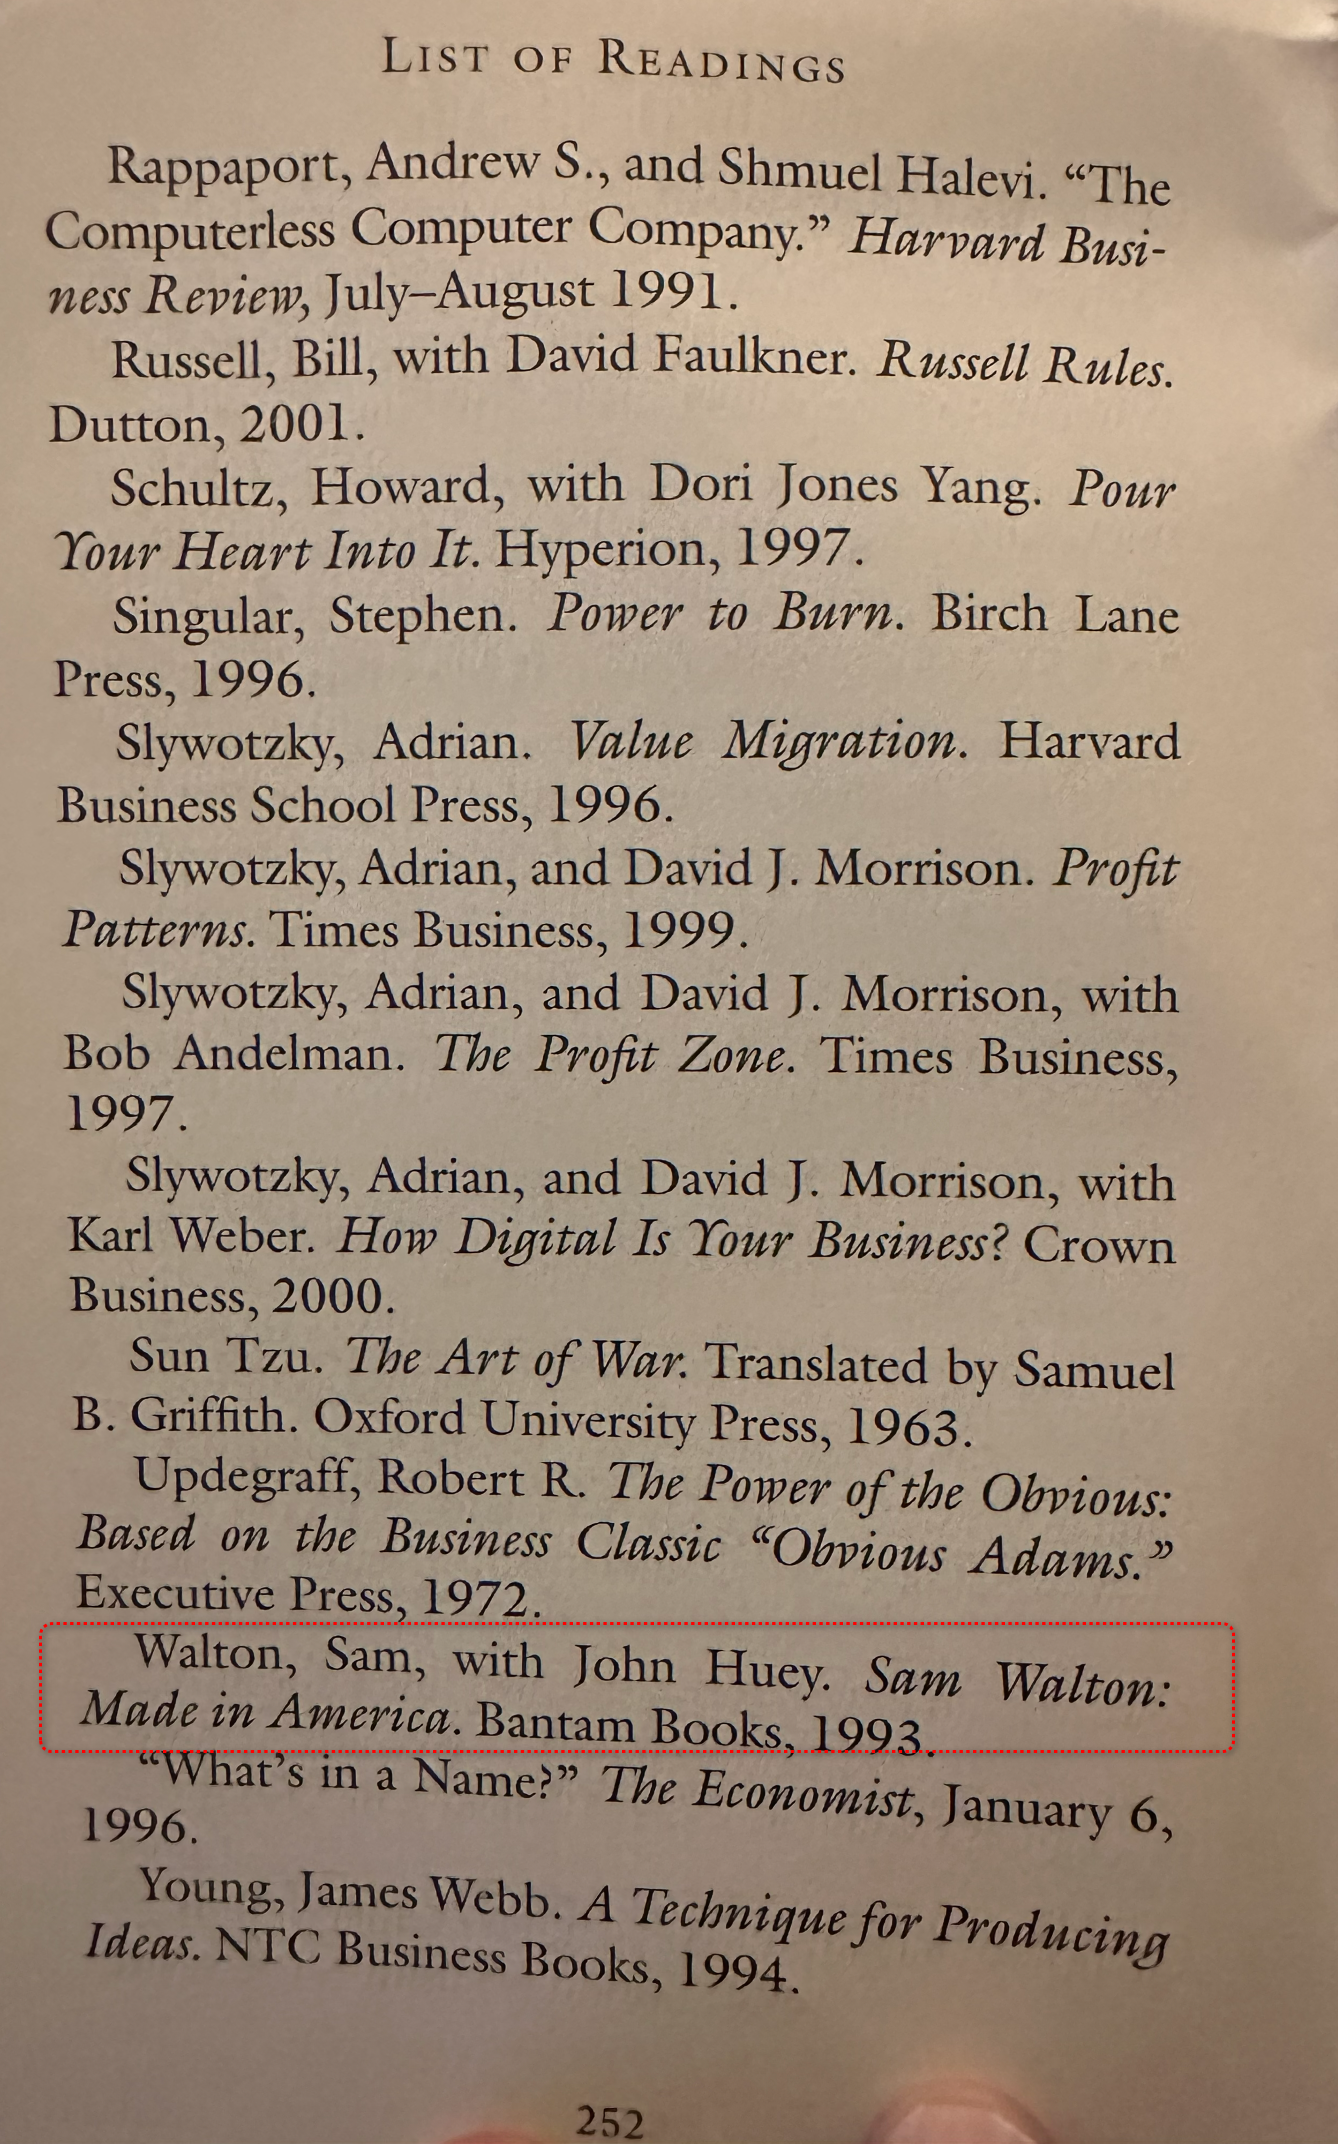 LIST OF READINGS
Rappaport, Andrew S., and Shmuel Halevi. “The
Computerless Computer Company.” Harvard Busi-
ness Review, July–August 1991.
Russell, Bill, with David Faulkner. Russell Rules.
Dutton, 2001.
Schultz, Howard, with Dori Jones Yang. Pour
Your Heart Into It. Hyperion, 1997.
Singular, Stephen. Power to Burn. Birch Lane
Press, 1996.
Slywotzky, Adrian. Value Migration. Harvard
Business School Press, 1996.
Slywotzky, Adrian, and David J. Morrison. Profit
Patterns. Times Business, 1999.
Slywotzky, Adrian, and David J. Morrison, with
Bob Andelman. The Profit Zone. Times Business,
1997.
Slywotzky, Adrian, and David J. Morrison, with
Karl Weber. How Digital Is Your Business? Crown
Business, 2000.
Sun Tzu. The Art of War. Translated by Samuel
B. Griffith. Oxford University Press, 1963.
Updegraff, Robert R. The Power of the Obvious:
Based on the Business Classic “Obvious Adams.”
Executive Press, 1972.
Walton, Sam, with John Huey. Sam Walton:
Made in America. Bantam Books, 1993.
“What’s in a Name?” The Economist, January 6,
1996.
Young, James Webb. A Technique for Producing
Ideas. NTC Business Books, 1994.
252